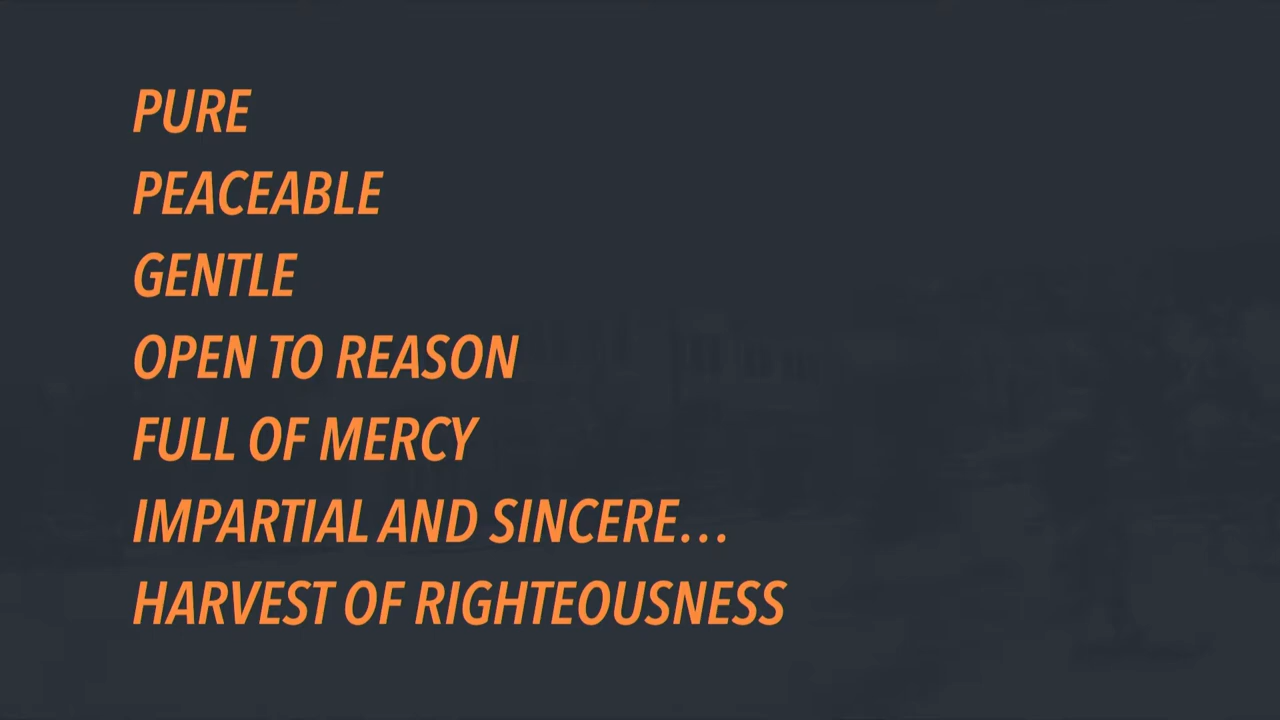 PURE
PEACEABLE
GENTLE
OPEN TO REASON
FULL OF MERCY
IMPARTIAL AND SINCERE...
HARVEST OF RIGHTEOUSNESS